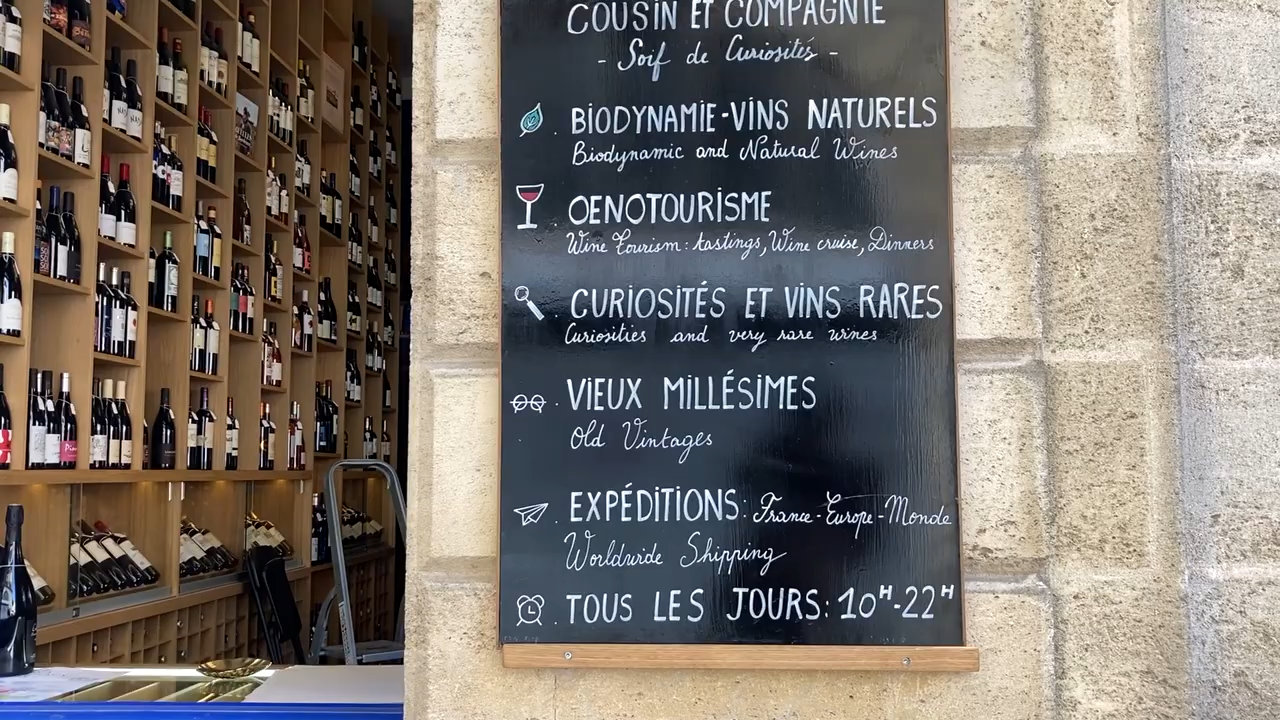 COUSIN ET COMPAGNIE
- Soif de Curiosités -
BIODYNAMIE-VINS NATURELS
Biodynamic and Natural Wines
OENOTOURISME
Wine Tourism: tastings, Wine cruise, Dinners
CURIOSITÉS ET VINS RARES
Curiosities and very rare wines
VIEUX MILLÉSIMES
Old Vintages
EXPÉDITIONS: France-Europe-Monde
Worldwide Shipping
TOUS LES JOURS: 10H-22H